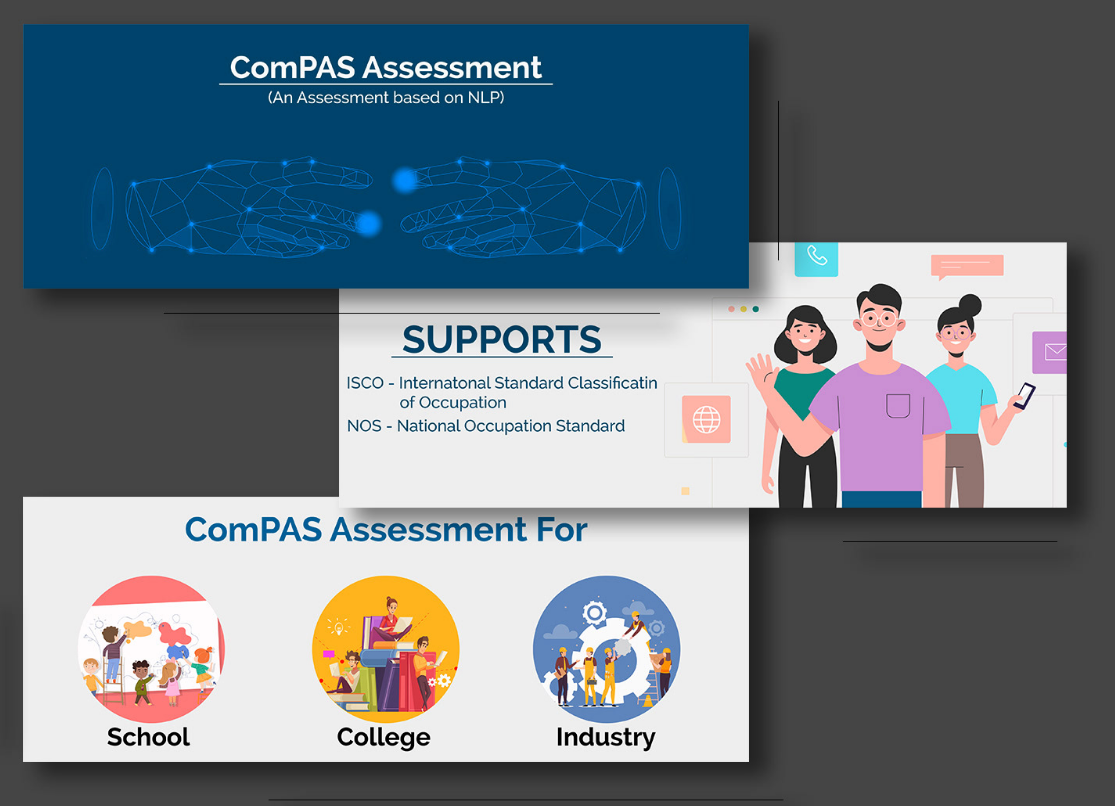 ComPAS Assessment
(An Assessment based on NLP)
SUPPORTS
ISCO - Internatonal Standard Classificatin
of Occupation
NOS - National Occupation Standard
ComPAS Assessment For
School
College
Industry